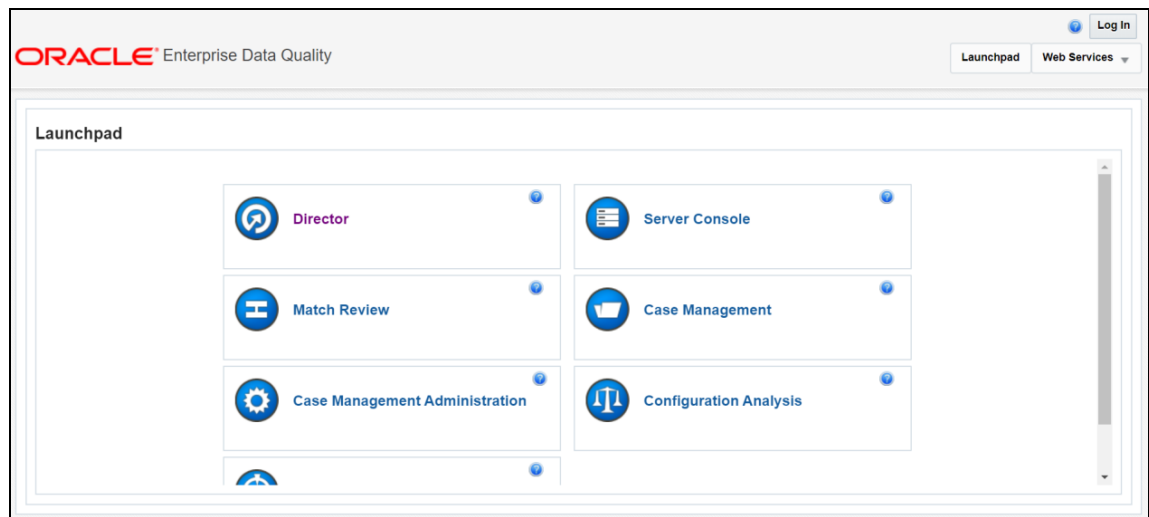 Log In
ORACLE Enterprise Data Quality
Launchpad Web Services
Launchpad
Director Server Console
Match Review Case Management
Case Management Administration Configuration Analysis